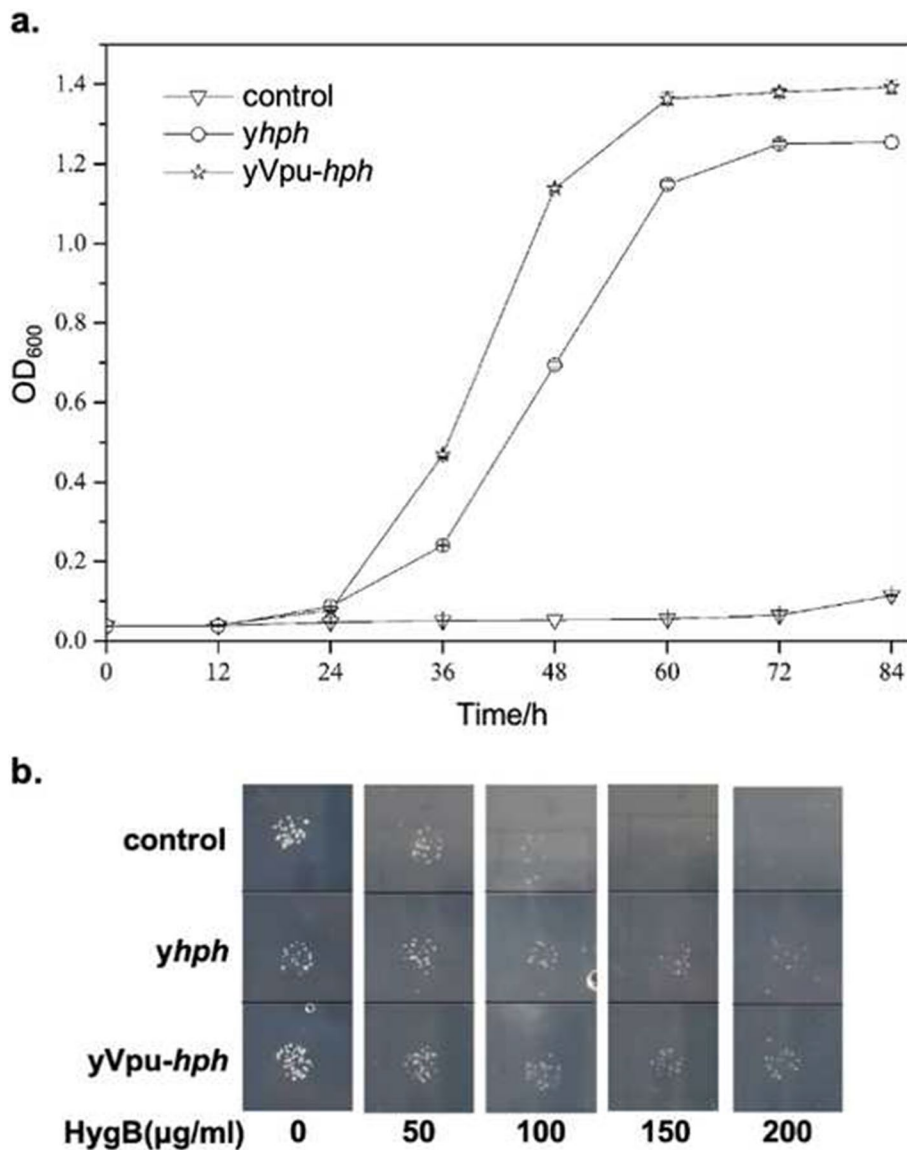 a.
1.4
1.2
1.0
0.8
0.6
0.4
0.2
0.0
OD600
control
yhph
yVpu-hph
0 12 24 36 48 60 72 84
Time/h
b.
control
yhph
yVpu-hph
HygB(μg/ml) 0 50 100 150 200